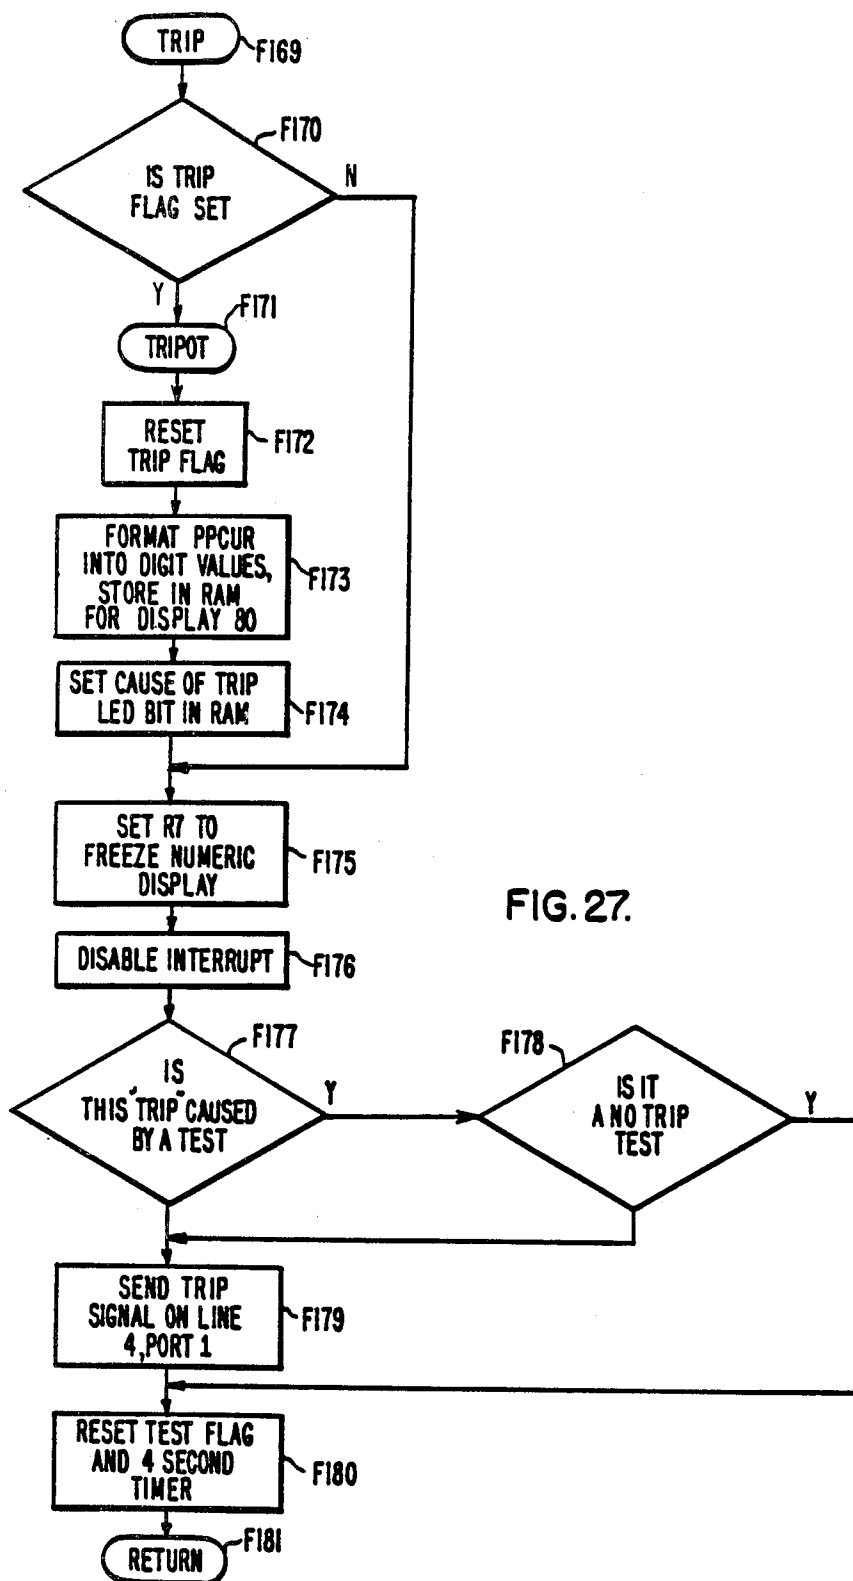 TRIP
F169
F170
IS TRIP
FLAG SET
N
Y
F171
TRIPOT
RESET
TRIP FLAG
F172
FORMAT PPCUR
INTO DIGIT VALUES,
STORE IN RAM
FOR DISPLAY 80
F173
SET CAUSE OF TRIP
LED BIT IN RAM
F174
SET R7 TO
FREEZE NUMERIC
DISPLAY
F175
FIG. 27.
DISABLE INTERRUPT
F176
F177
IS
THIS "TRIP" CAUSED
BY A TEST
Y
F178
IS IT
A NO TRIP
TEST
Y
SEND TRIP
SIGNAL ON LINE
4, PORT 1
F179
RESET TEST FLAG
AND 4 SECOND
TIMER
F180
RETURN
F181